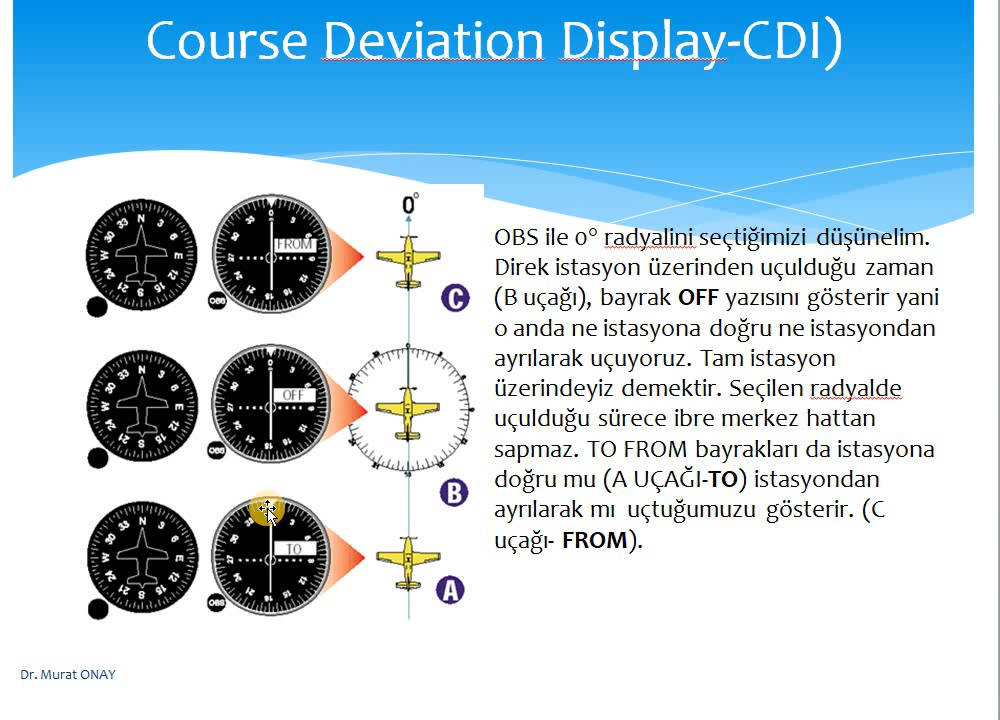 Course Deviation Display-CDI)
0°
FROM
OBS
C
OFF
OBS
B
TO
OBS
A
OBS ile 0° radyalini seçtiğimizi düşünelim.
Direk istasyon üzerinden uçulduğu zaman
(B uçağı), bayrak OFF yazısını gösterir yani
o anda ne istasyona doğru ne istasyondan
ayrılarak uçuyoruz. Tam istasyon
üzerindeyiz demektir. Seçilen radyalde
uçulduğu sürece ibre merkez hattan
sapmaz. TO FROM bayrakları da istasyona
doğru mu (A UÇAĞI-TO) istasyondan
ayrılarak mı uçtuğumuzu gösterir. (C
uçağı- FROM).
Dr. Murat ONAY